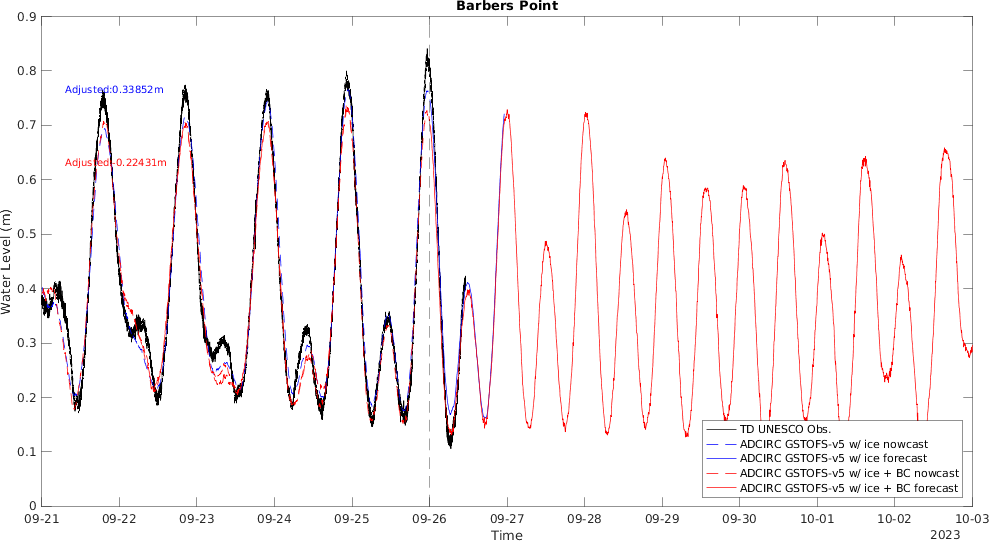 Barbers Point
0.9
0.8
0.7
0.6
0.5
0.4
0.3
0.2
0.1
0
Water Level (m)
Adjusted:0.33852m
Adjusted:-0.22431m
TD UNESCO Obs.
ADCIRC GSTOFS-v5 w/ ice nowcast
ADCIRC GSTOFS-v5 w/ ice forecast
ADCIRC GSTOFS-v5 w/ ice + BC nowcast
ADCIRC GSTOFS-v5 w/ ice + BC forecast
09-21 09-22 09-23 09-24 09-25 09-26 09-27 09-28 09-29 09-30 10-01 10-02 10-03
Time
2023